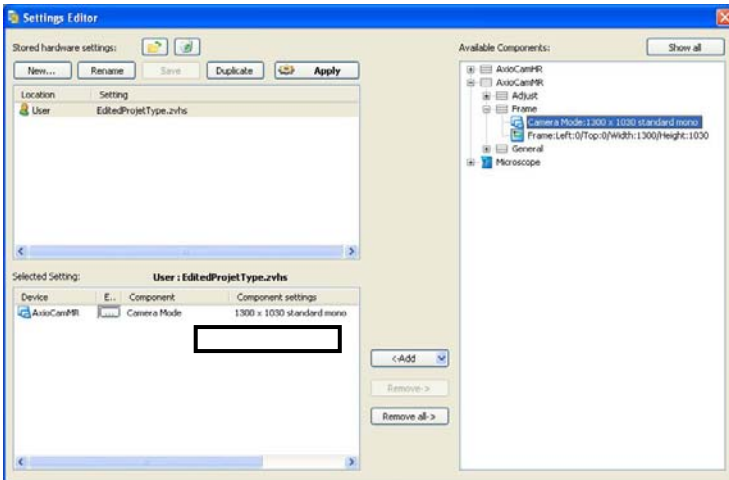 Settings Editor
Stored hardware settings:
New... Rename Save Duplicate Apply
Location Setting
User EditedProjetType.zvhs
Selected Setting: User : EditedProjetType.zvhs
Device E.. Component Component settings
AxioCamMR ... Camera Mode 1300 x 1030 standard mono
<-Add
Remove->
Remove all->
Available Components: Show all
AxioCamHR
AxioCamMR
Adjust
Frame
Camera Mode:1300 x 1030 standard mono
Frame:Left:0/Top:0/Width:1300/Height:1030
General
Microscope